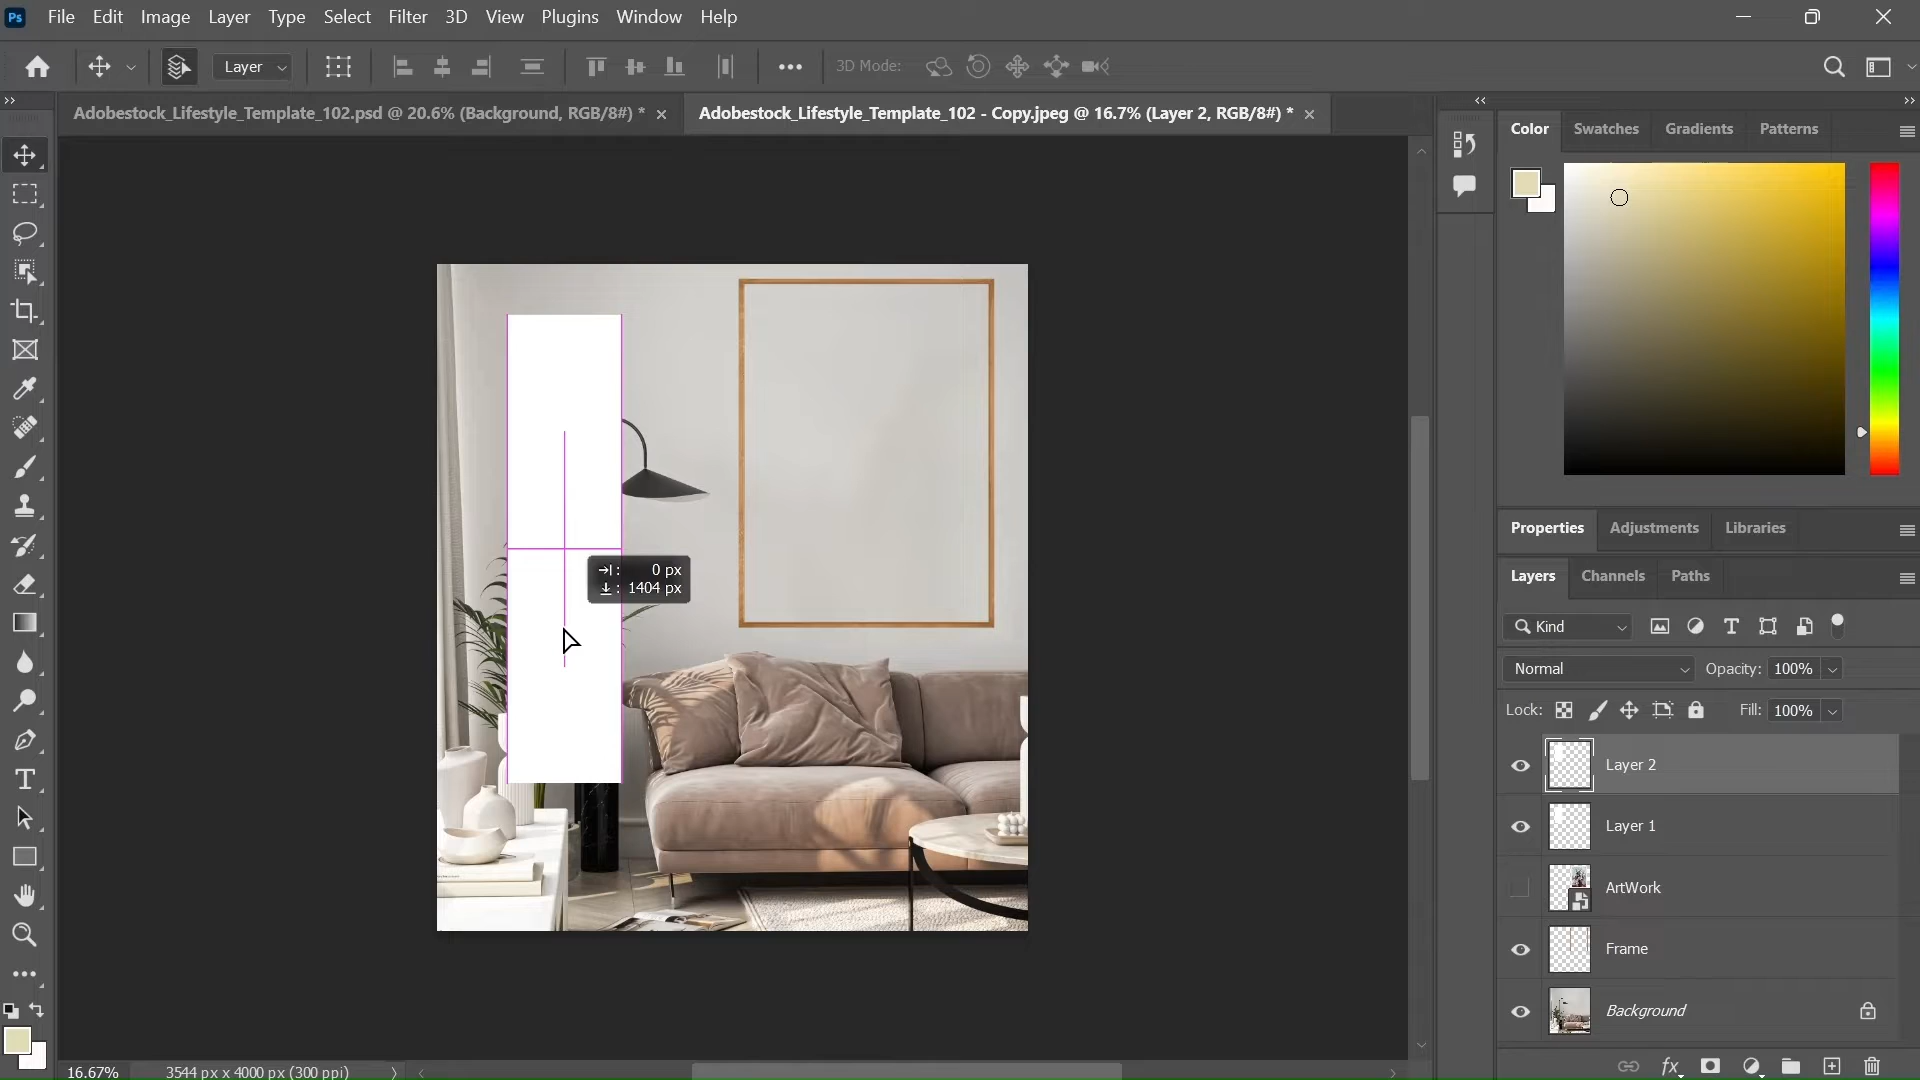 Ps File Edit Image Layer Type Select Filter 3D View Plugins Window Help
Layer 3D Mode:
Adobestock_Lifestyle_Template_102.psd @ 20.6% (Background, RGB/8#) * Adobestock_Lifestyle_Template_102 - Copy.jpeg @ 16.7% (Layer 2, RGB/8#) *
Color Swatches Gradients Patterns
Properties Adjustments Libraries
Layers Channels Paths
Kind
Normal Opacity: 100%
Lock: Fill: 100%
Layer 2
Layer 1
ArtWork
Frame
Background
: 0 px
: 1404 px
16.67% 3544 px x 4000 px (300 ppi)